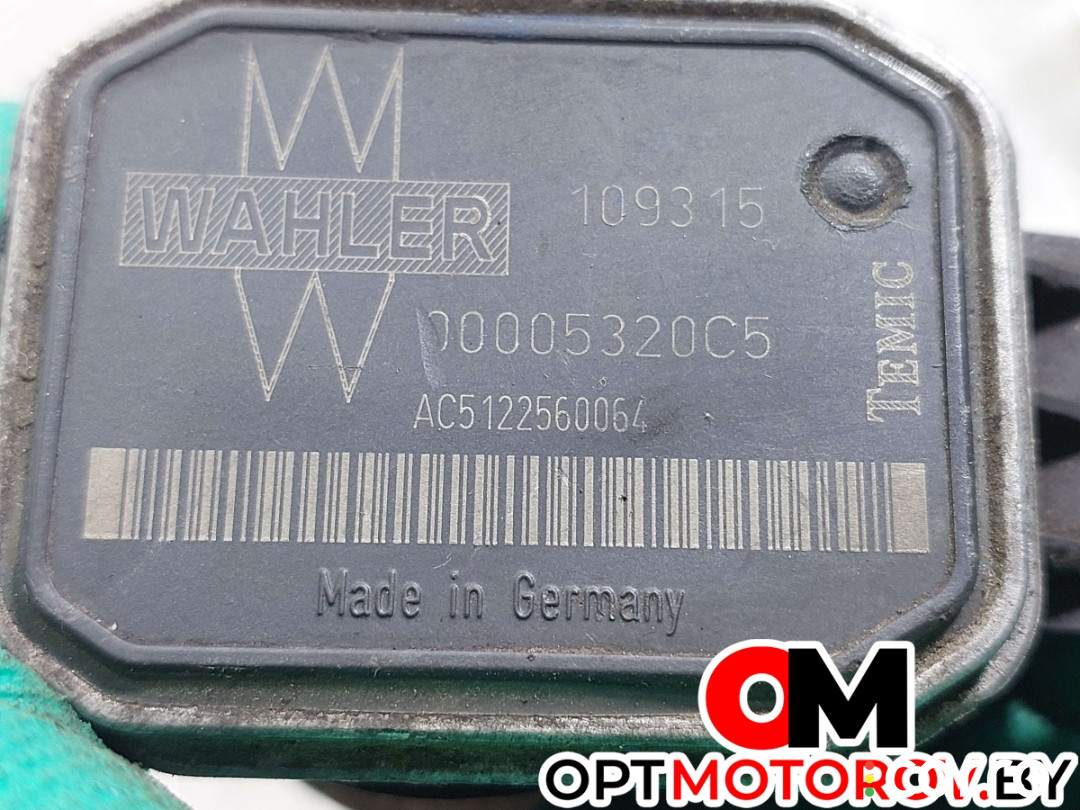 WAHLER
109315
00005320C5
AC5122560064
TEMIC
Made in Germany
OM
OPTMOTOROV.BY